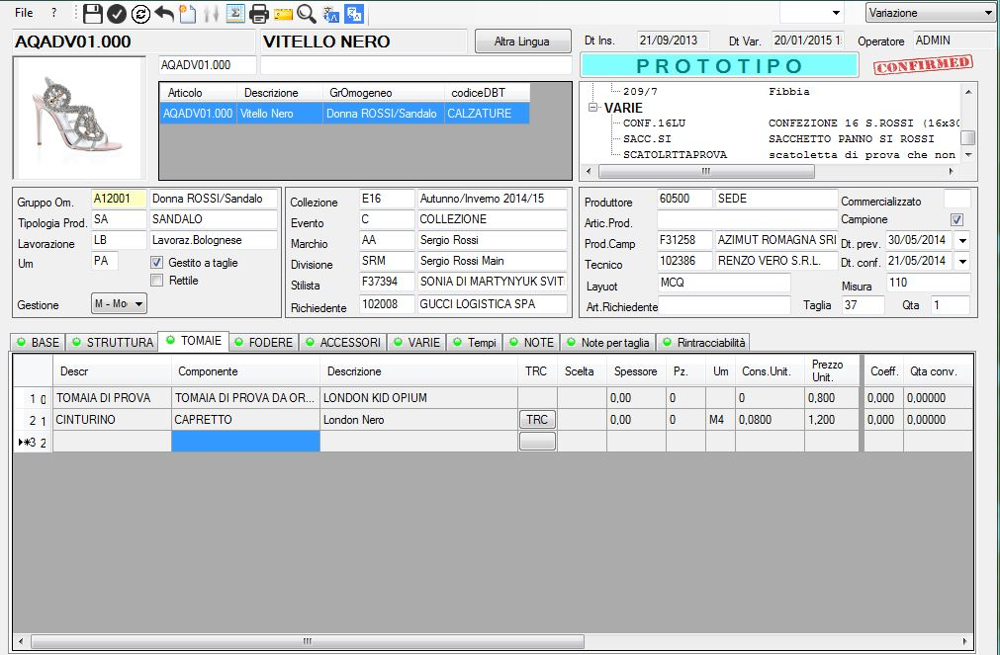 File ?
Variazione
AQADV01.000 VITELLO NERO Altra Lingua Dt Ins. 21/09/2013 Dt Var. 20/01/2015 1 Operatore ADMIN
AQADV01.000
PROTOTIPO CONFIRMED
Articolo Descrizione GrOmogeneo codiceDBT
AQADV01.000 Vitello Nero Donna ROSSI/Sandalo CALZATURE
209/7 Fibbia
VARIE
CONF.16LU CONFEZIONE 16 S.ROSSI (16x30
SACC.SI SACCHETTO PANNO SI ROSSI
SCATOLRTTAPROVA scatoletta di prova che non
Gruppo Om. A12001 Donna ROSSI/Sandalo
Tipologia Prod. SA SANDALO
Lavorazione LB Lavoraz.Bolognese
Um PA Gestito a taglie
Rettile
Gestione M - Mo
Collezione E16 Autunno/Inverno 2014/15
Evento C COLLEZIONE
Marchio AA Sergio Rossi
Divisione SRM Sergio Rossi Main
Stilista F37394 SONIA DI MARTYNYUK SVIT
Richiedente 102008 GUCCI LOGISTICA SPA
Produttore 60500 SEDE Commercializzato
Artic.Prod. Campione
Prod.Camp F31258 AZIMUT ROMAGNA SRI Dt. prev. 30/05/2014
Tecnico 102386 RENZO VERO S.R.L. Dt. conf. 21/05/2014
Layuot MCQ Misura 110
Art.Richiedente Taglia 37 Qta 1
BASE STRUTTURA TOMAIE FODERE ACCESSORI VARIE Tempi NOTE Note per taglia Rintracciabilità
Descr Componente Descrizione TRC Scelta Spessore Pz. Um Cons.Unit. Prezzo Unit. Coeff. Qta conv.
1 0 TOMAIA DI PROVA TOMAIA DI PROVA DA OR... LONDON KID OPIUM 0,00 0 0 0,800 0,000 0,00000
2 1 CINTURINO CAPRETTO London Nero TRC 0,00 0 M4 0,0800 1,200 0,000 0,00000
*3 2